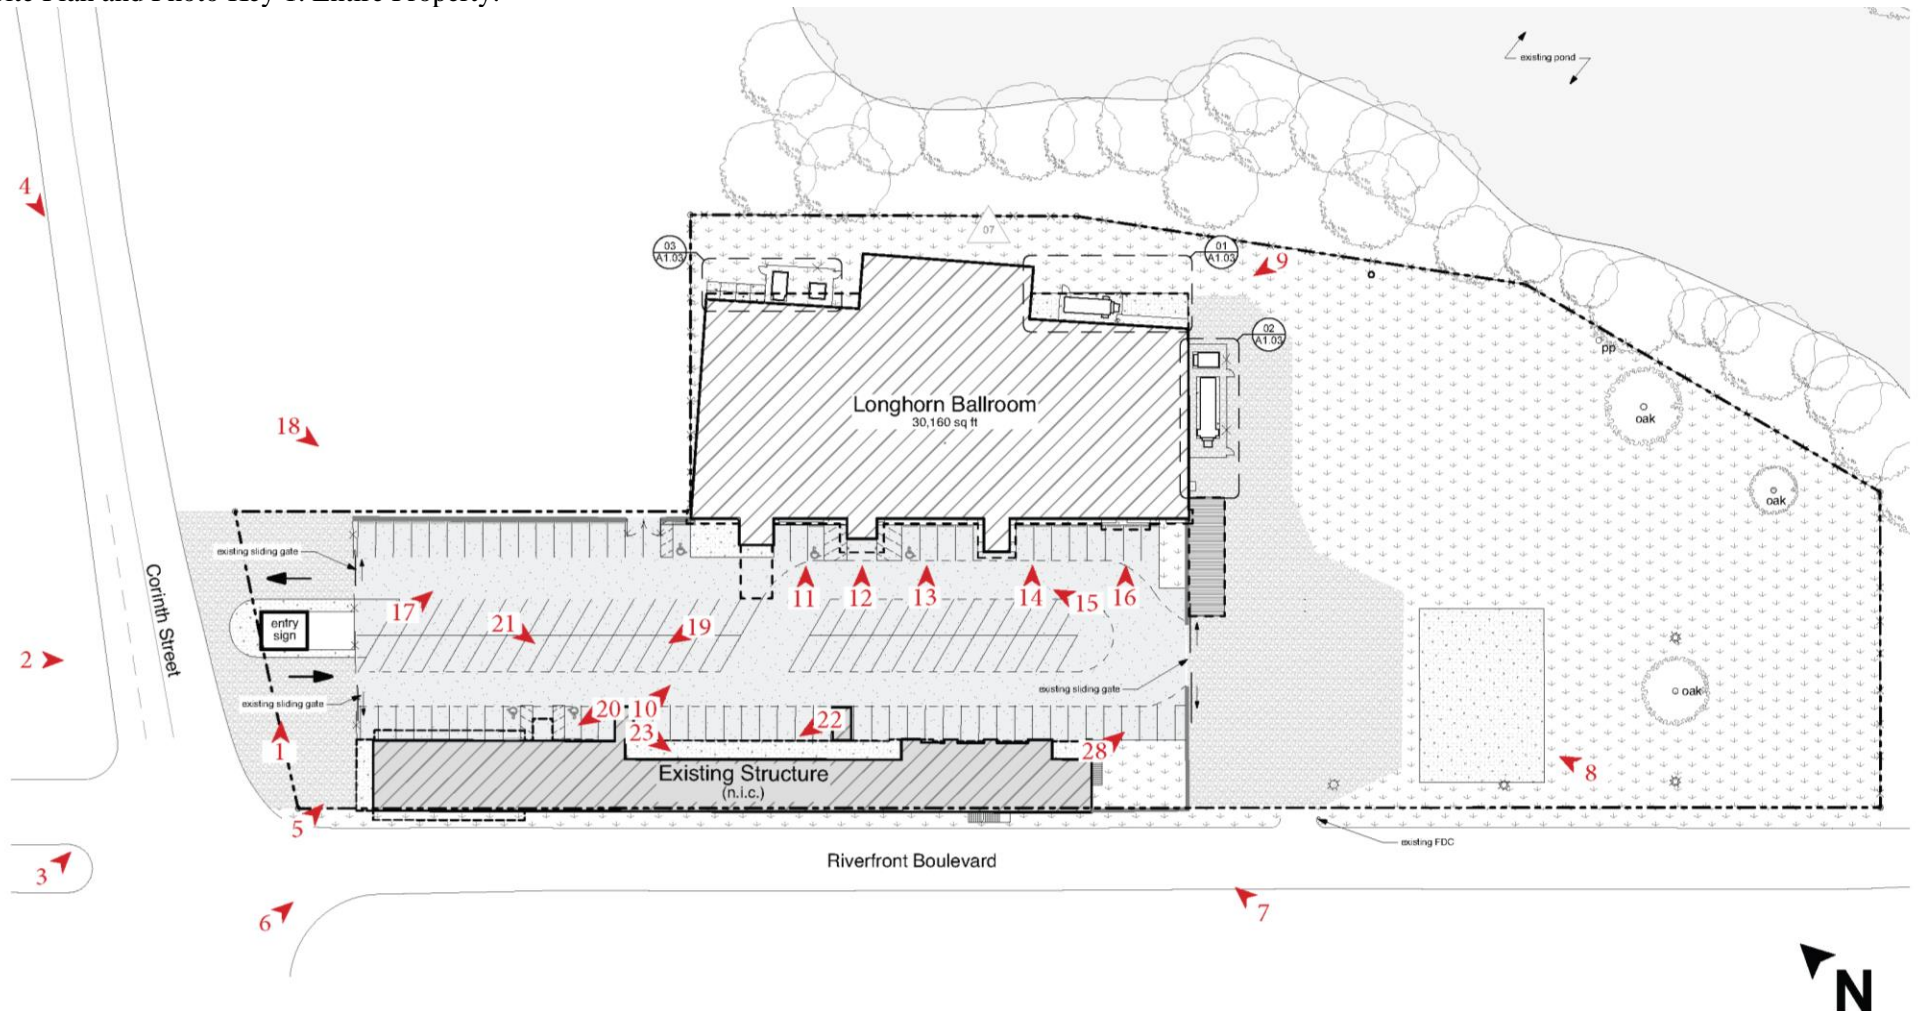 Site Plan and Photo Key 1: Entire Property.
existing pond
4
07
03
A1.03
01
A1.03
9
02
A1.03
pp
Longhorn Ballroom
30,160 sq ft
oak
18
oak
existing sliding gate
Corinth Street
17
11
12
13
14
15
16
entry
sign
21
19
2
oak
existing sliding gate
existing sliding gate
20
10
22
23
28
1
Existing Structure
(n.i.c.)
8
5
existing FDC
Riverfront Boulevard
3
6
7
N